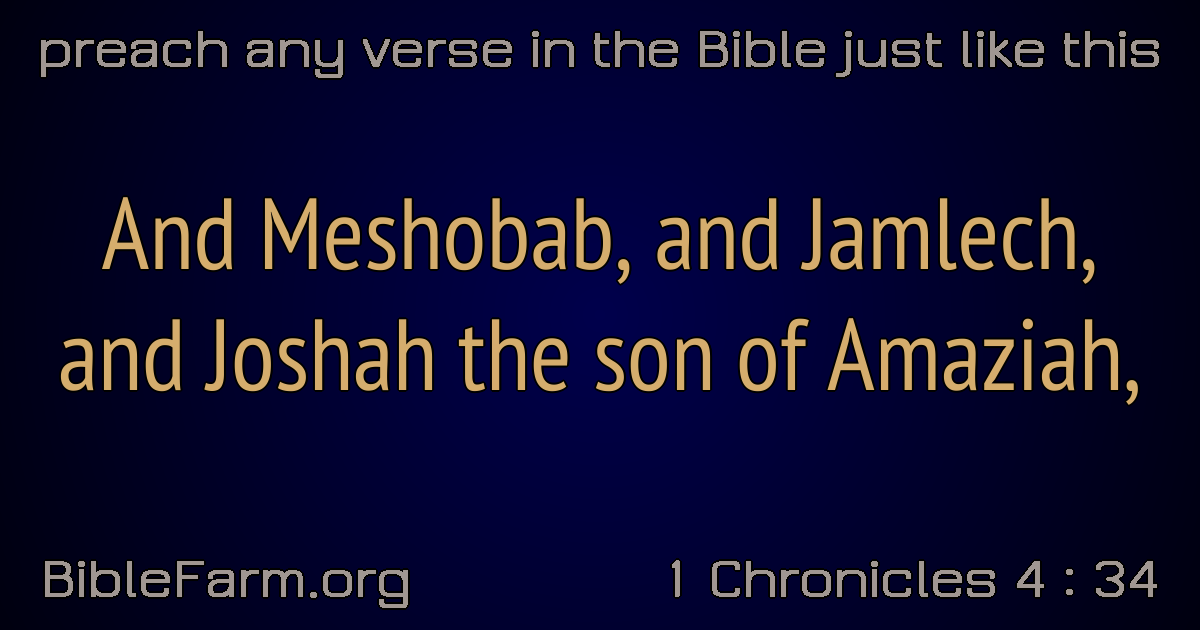 preach any verse in the Bible just like this
And Meshobab, and Jamlech,
and Joshah the son of Amaziah,
BibleFarm.org
1 Chronicles 4 : 34